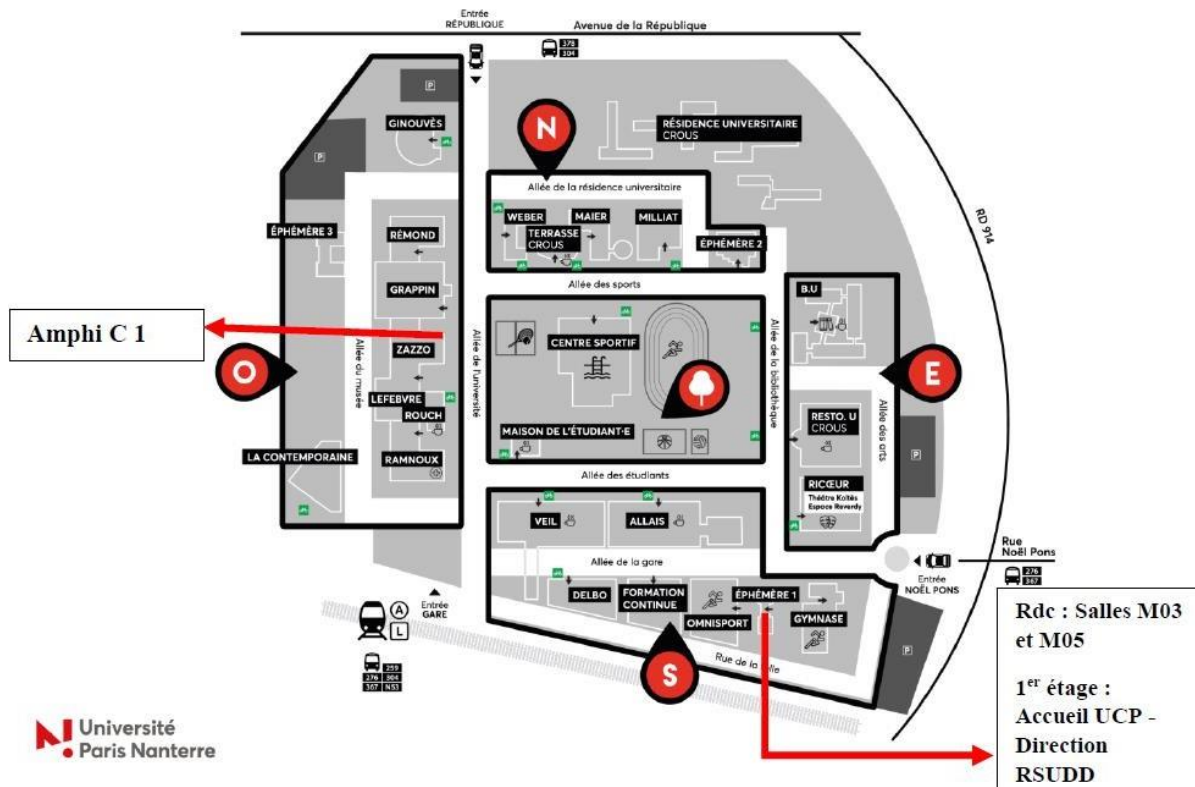 Entrée
RÉPUBLIQUE
Avenue de la République
378
304
P
GINOUVÈS
N
RÉSIDENCE UNIVERSITAIRE
CROUS
P
Allée de la résidence universitaire
WEBER
MAIER
MILLIAT
TERRASSE
CROUS
ÉPHÉMÈRE 3
RÉMOND
ÉPHÉMÈRE 2
RD 914
GRAPPIN
Allée des sports
B.U
Amphi C 1
ZAZZO
CENTRE SPORTIF
O
Allée du musée
Allée de l'université
Allée de la bibliothèque
E
LEFEBVRE
ROUCH
RESTO. U
CROUS
Allée des arts
MAISON DE L'ÉTUDIANT·E
LA CONTEMPORAINE
RAMNOUX
P
Allée des étudiants
RICŒUR
Théâtre Koltès
Espace Reverdy
VEIL
ALLAIS
Rue
Noël Pons
Allée de la gare
Entrée
NOËL PONS
276
367
Entrée
GARE
A
L
DELBO
FORMATION
CONTINUE
ÉPHÉMÈRE 1
OMNISPORT
GYMNASE
P
Rue de la folie
S
259
276 304
367 N53
Rdc : Salles M03
et M05
1er étage :
Accueil UCP -
Direction
RSUDD
Université
Paris Nanterre